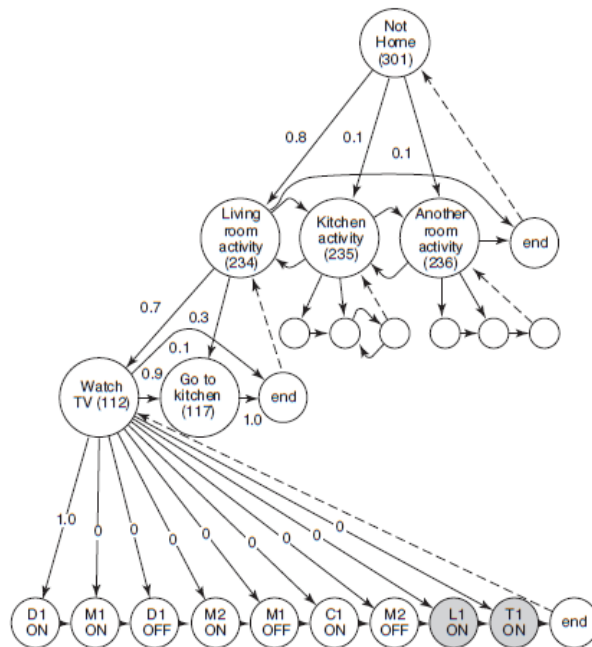 Not
Home
(301)
0.8
0.1
0.1
Living
room
activity
(234)
Kitchen
activity
(235)
Another
room
activity
(236)
end
0.7
0.3
0.1
0.9
Watch
TV (112)
Go to
kitchen
(117)
1.0
end
1.0
0
0
0
0
0
0
0
0
D1
ON
M1
ON
D1
OFF
M2
ON
M1
OFF
C1
ON
M2
OFF
L1
ON
T1
ON
end